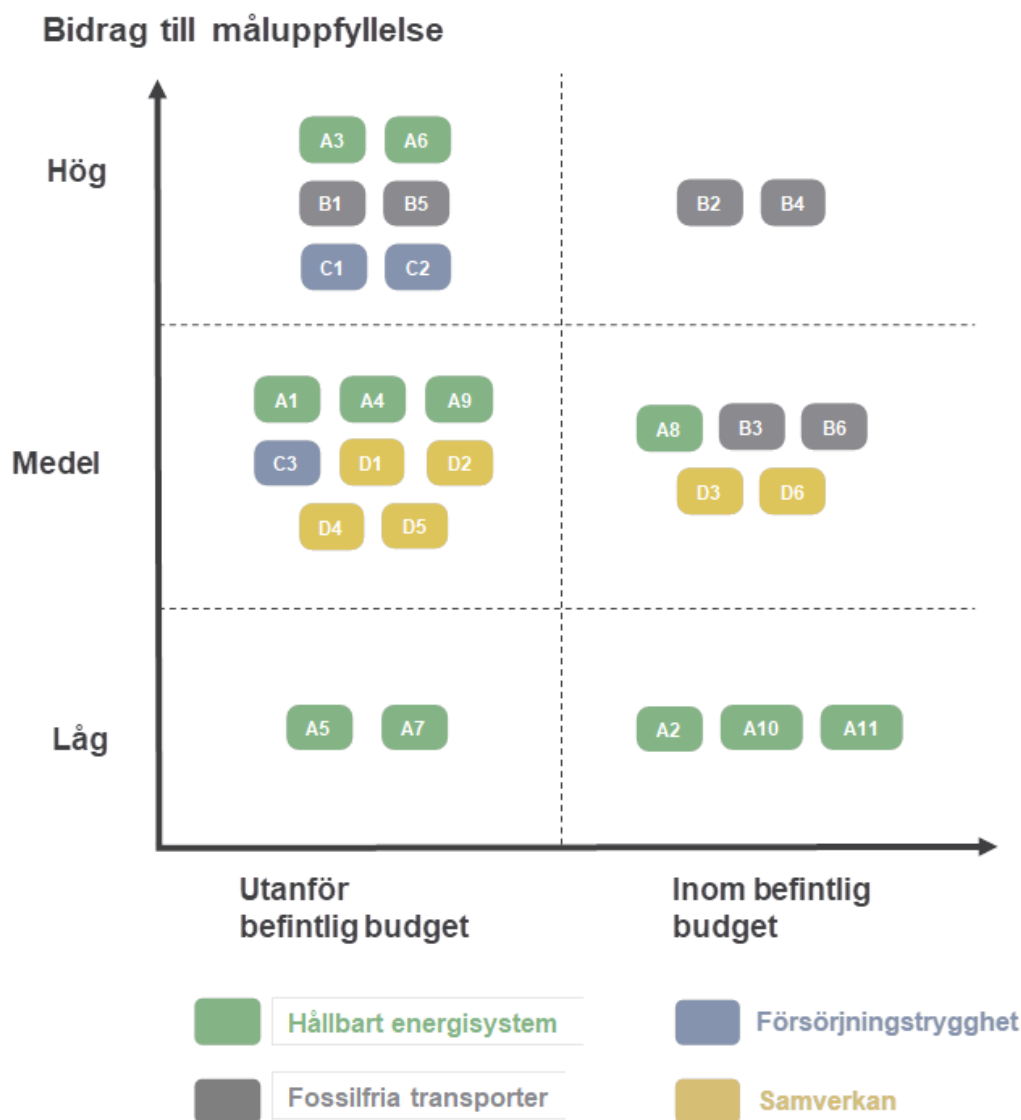 Bidrag till måluppfyllelse
Hög
A3 A6
B1 B5
B2 B4
C1 C2
Medel
A1 A4 A9
A8 B3 B6
C3 D1 D2
D3 D6
D4 D5
Låg
A5 A7
A2 A10 A11
Utanför
befintlig budget
Inom befintlig
budget
Hållbart energisystem
Försörjningstrygghet
Fossilfria transporter
Samverkan